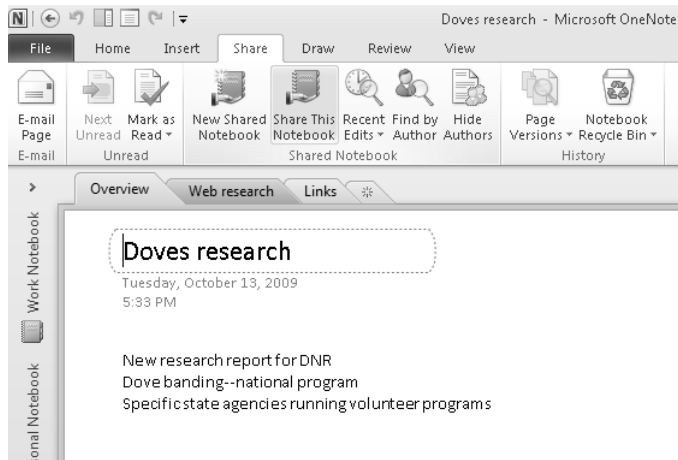 Doves research - Microsoft OneNote
File Home Insert Share Draw Review View
E-mail Page
Next Unread
Mark as Read
New Shared Notebook
Share This Notebook
Recent Edits
Find by Author
Hide Authors
Page Versions
Notebook Recycle Bin
E-mail Unread Shared Notebook History
Overview Web research Links
Work Notebook
onal Notebook
Doves research
Tuesday, October 13, 2009
5:33 PM
New research report for DNR
Dove banding--national program
Specific state agencies running volunteer programs